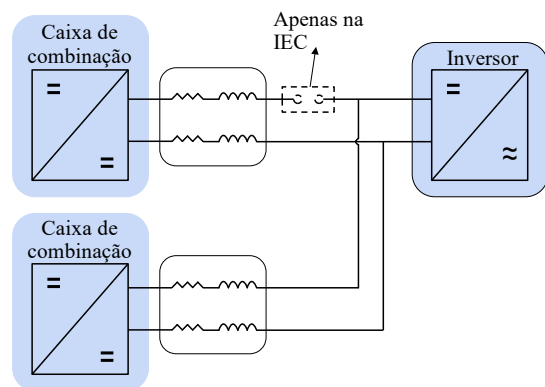 Caixa de
combinação
=
=
Apenas na
IEC
Inversor
=
≈
Caixa de
combinação
=
=